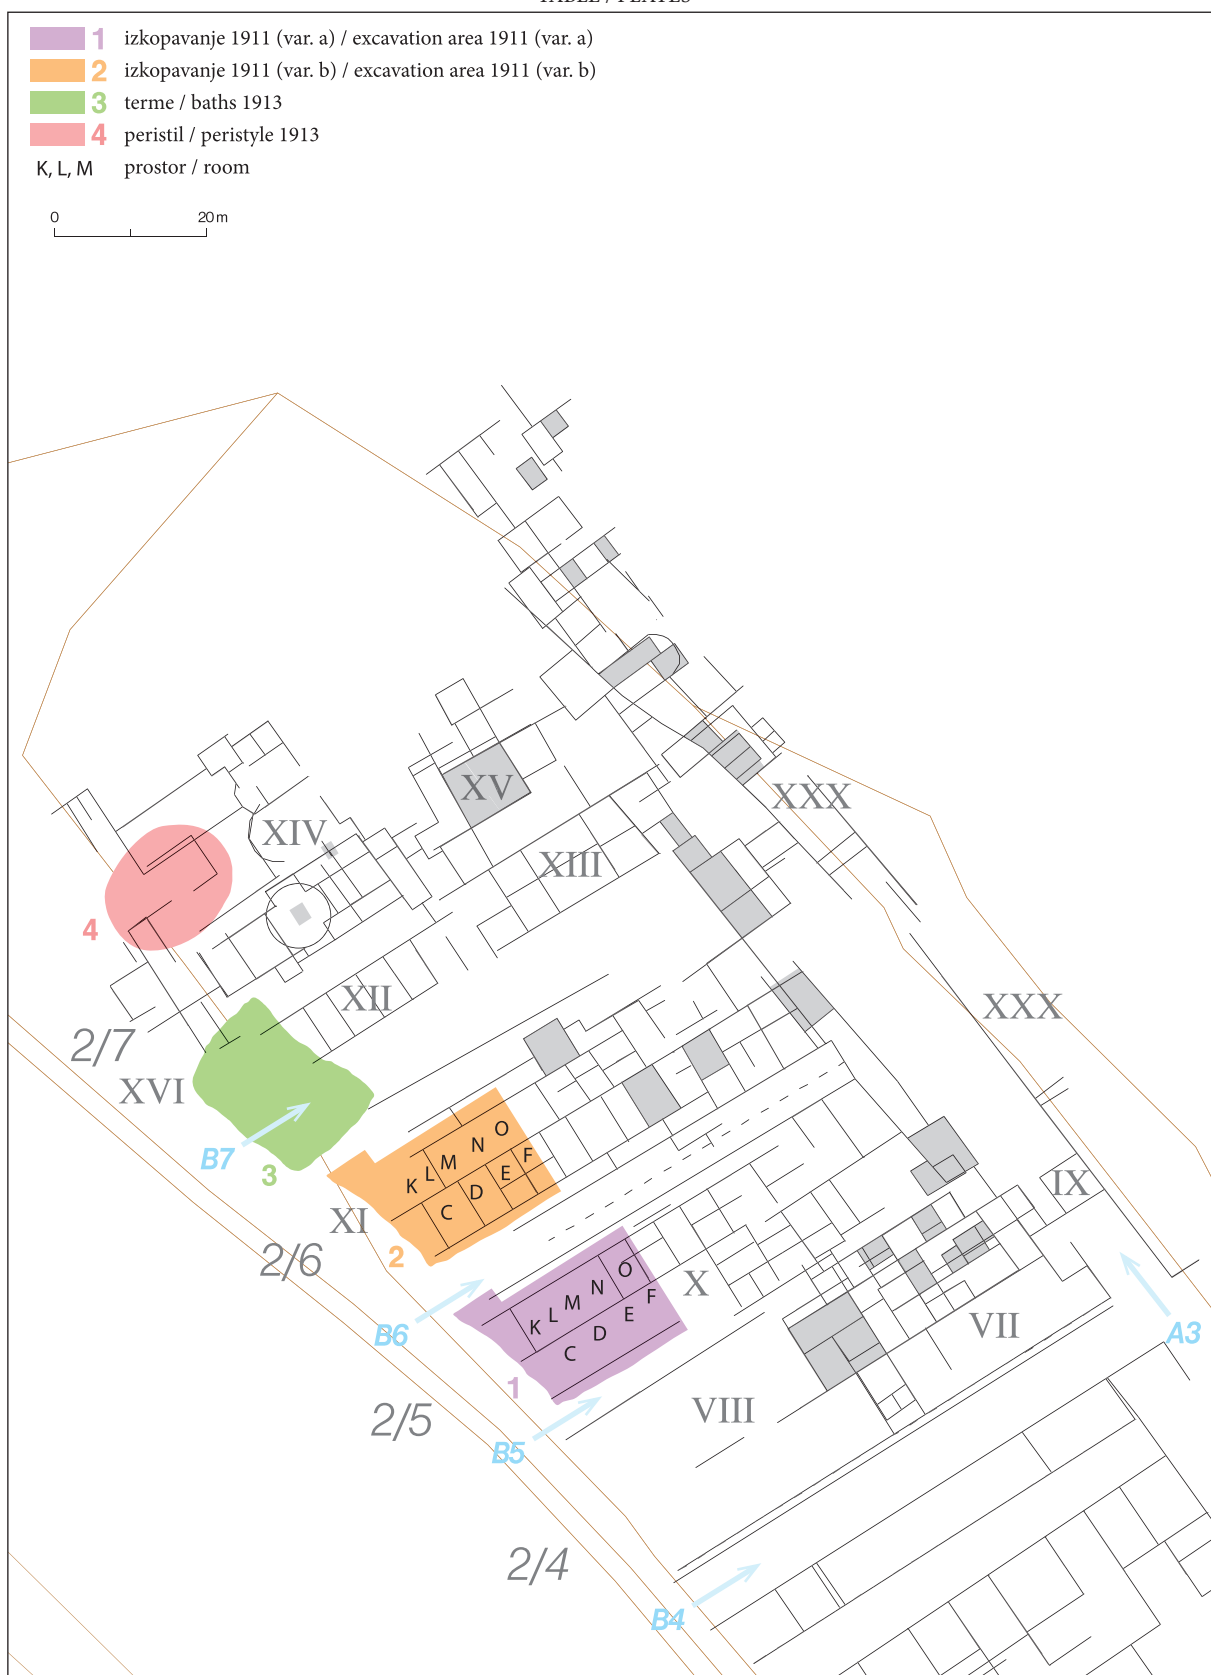 TABLE / PLATES
1 izkopavanje 1911 (var. a) / excavation area 1911 (var. a)
2 izkopavanje 1911 (var. b) / excavation area 1911 (var. b)
3 terme / baths 1913
4 peristil / peristyle 1913
K, L, M prostor / room
0 20 m
XV
XXX
XIV
XIII
4
XII
XXX
2/7
XVI
B7
3
O
N
M
L
K
F
E
D
C
XI
2/6
2
IX
X
O
N
M
L
K
F
E
D
C
B6
VII
A3
1
2/5
VIII
B5
2/4
B4